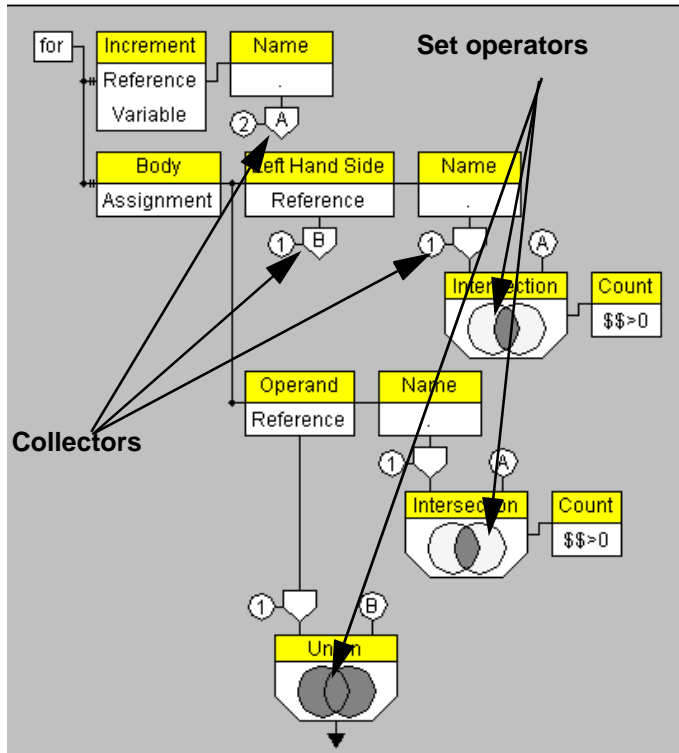 Set operators
for
Increment
Name
Reference
.
Variable
2
A
Body
Left Hand Side
Name
Assignment
Reference
.
1
B
1
A
Intersection
Count
$$>0
Operand
Name
Reference
.
Collectors
1
A
Intersection
Count
$$>0
1
B
Union